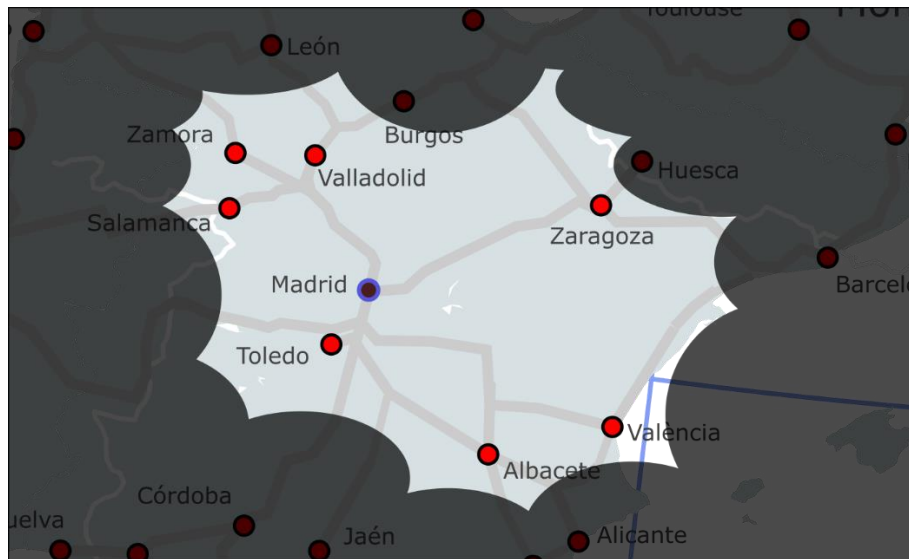 Toulouse
León
Zamora
Burgos
Valladolid
Huesca
Salamanca
Zaragoza
Madrid
Barcel
Toledo
València
Albacete
Córdoba
uelva
Jaén
Alicante